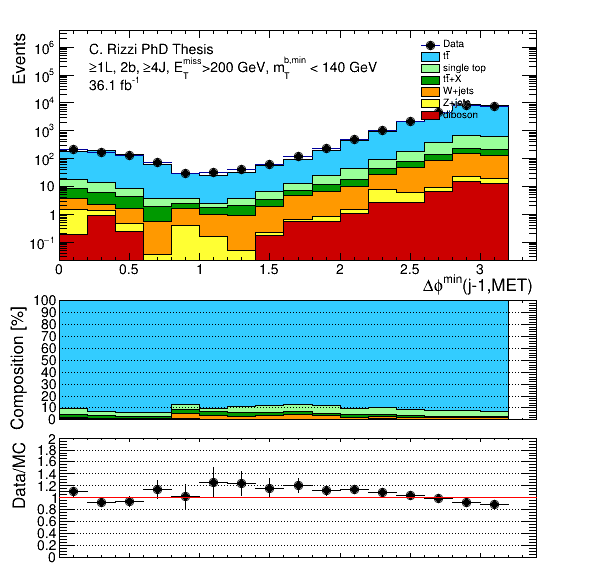 Events
10⁶
10⁵
10⁴
10³
10²
10
1
10⁻¹
C. Rizzi PhD Thesis
≥1L, 2b, ≥4J, E_T^miss>200 GeV, m_T^b,min < 140 GeV
36.1 fb⁻¹
Data
tt̄
single top
tt̄+X
W+jets
Z+jets
diboson
0 0.5 1 1.5 2 2.5 3
Δϕ^min(j-1,MET)
Composition [%]
100
90
80
70
60
50
40
30
20
10
0
Data/MC
2
1.8
1.6
1.4
1.2
1
0.8
0.6
0.4
0.2
0